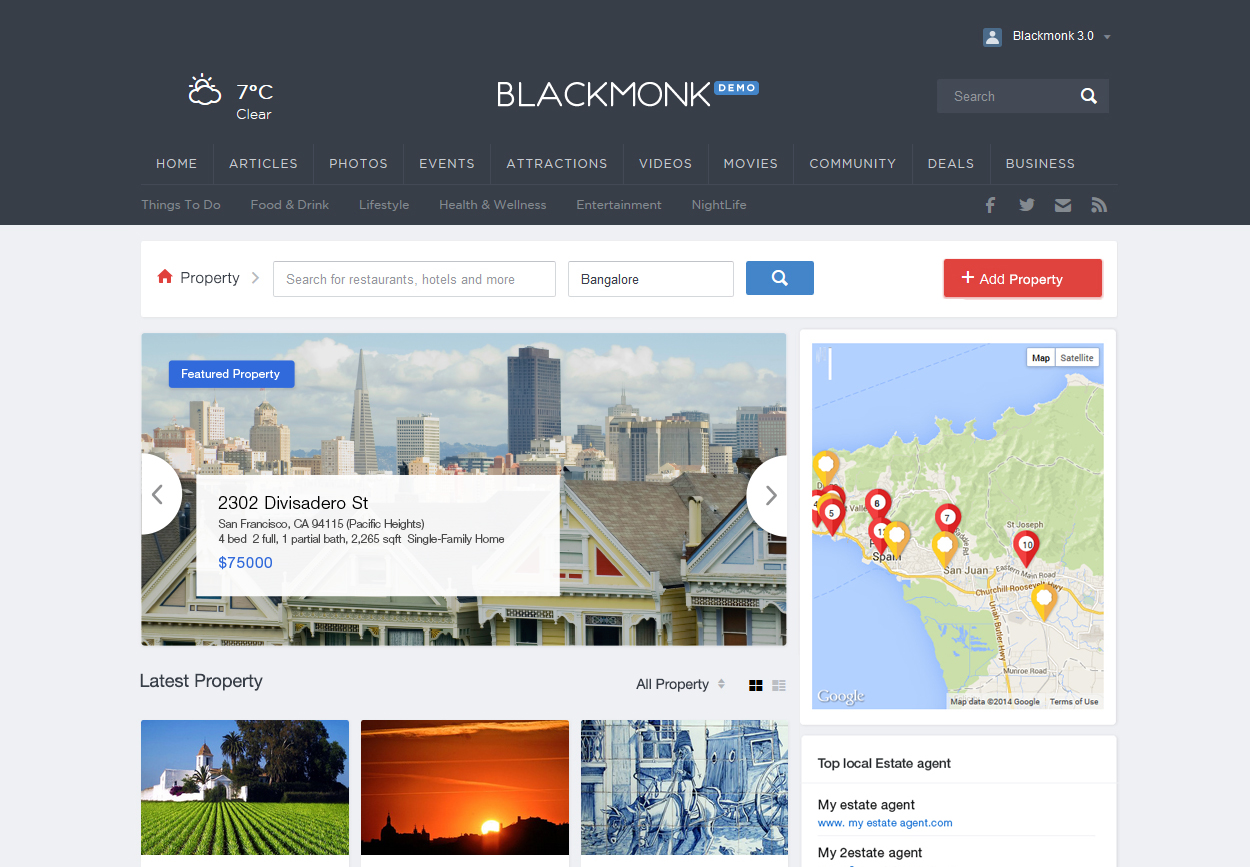 Blackmonk 3.0
7°C
Clear
BLACKMONK DEMO
Search
HOME ARTICLES PHOTOS EVENTS ATTRACTIONS VIDEOS MOVIES COMMUNITY DEALS BUSINESS
Things To Do Food & Drink Lifestyle Health & Wellness Entertainment NightLife
Property
Search for restaurants, hotels and more
Bangalore
Add Property
Featured Property
2302 Divisadero St
San Francisco, CA 94115 (Pacific Heights)
4 bed 2 full, 1 partial bath, 2,265 sqft Single-Family Home
$75000
Map Satellite
5
6
7
10
St Joseph
Spain
San Juan
Eastern Main Road
Churchill Roosevelt Hwy
Uriah Butler Hwy
Munroe Road
Google
Map data ©2014 Google Terms of Use
Latest Property
All Property
Top local Estate agent
My estate agent
www. my estate agent.com
My 2estate agent